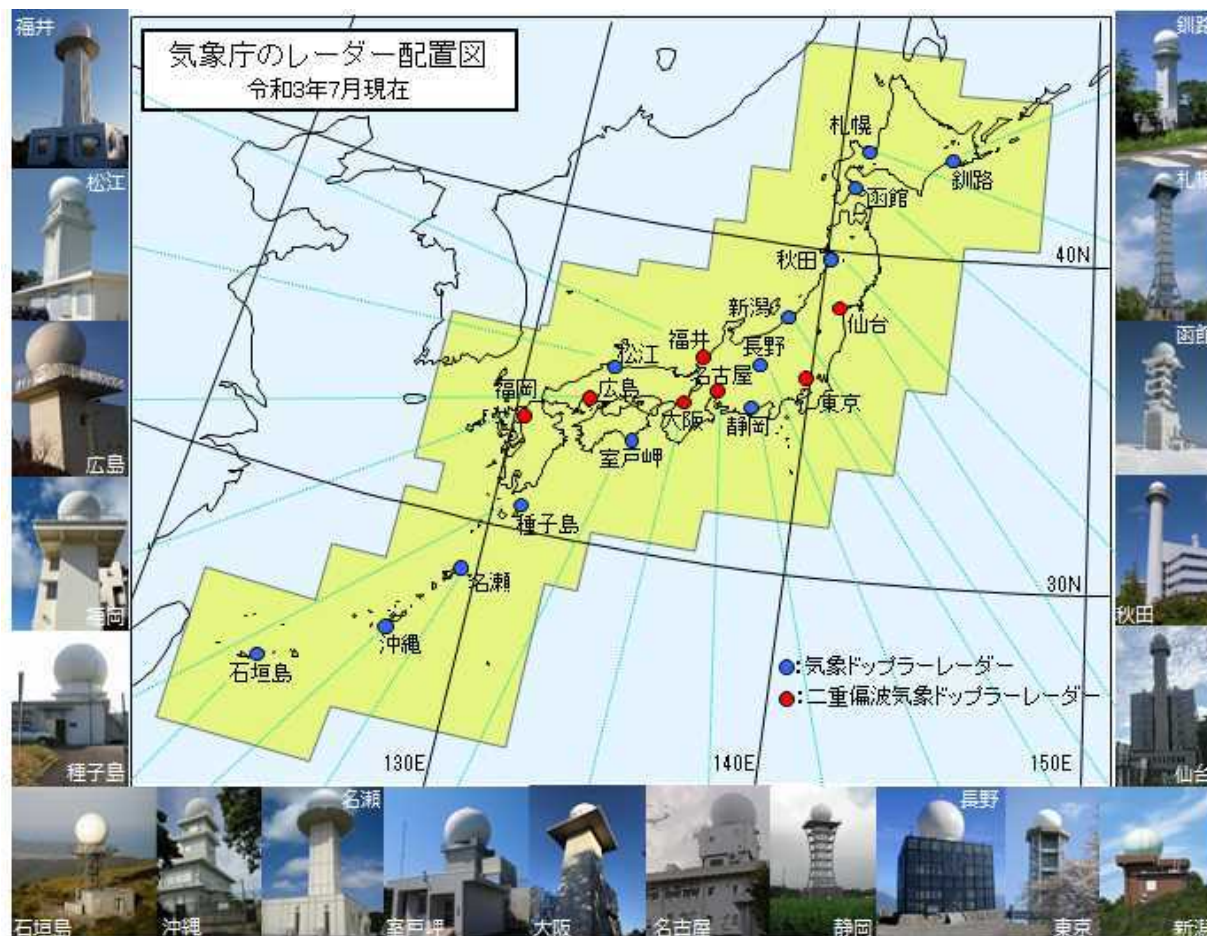 福井
気象庁のレーダー配置図
令和3年7月現在
釧路
札幌
釧路
松江
札幌
函館
40N
秋田
新潟
仙台
函館
福井
長野
松江
名古屋
福岡
広島
東京
大阪
静岡
広島
室戸岬
種子島
名瀬
30N
福岡
秋田
沖縄
石垣島
:気象ドップラーレーダー
:二重偏波気象ドップラーレーダー
130E
140E
150E
種子島
仙台
名瀬
長野
石垣島
沖縄
室戸岬
大阪
名古屋
静岡
東京
新潟